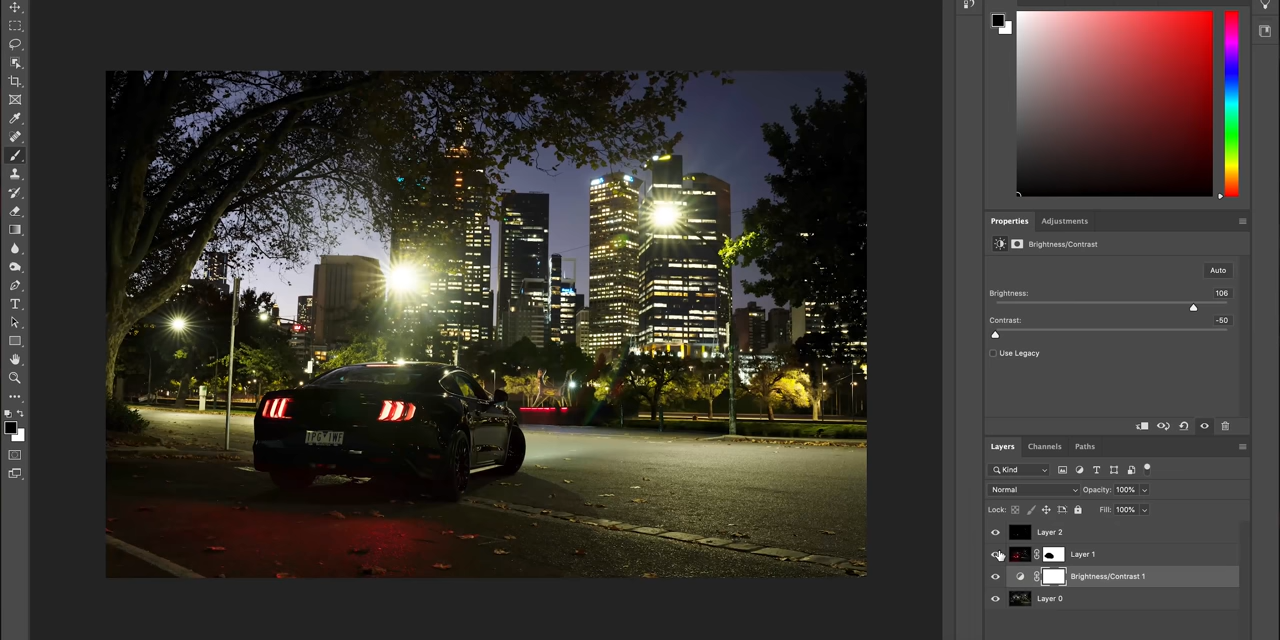 Properties Adjustments
Brightness/Contrast
Auto
Brightness: 106
Contrast: -50
Use Legacy
Layers Channels Paths
Kind
Normal Opacity: 100%
Lock: Fill: 100%
Layer 2
Layer 1
Brightness/Contrast 1
Layer 0